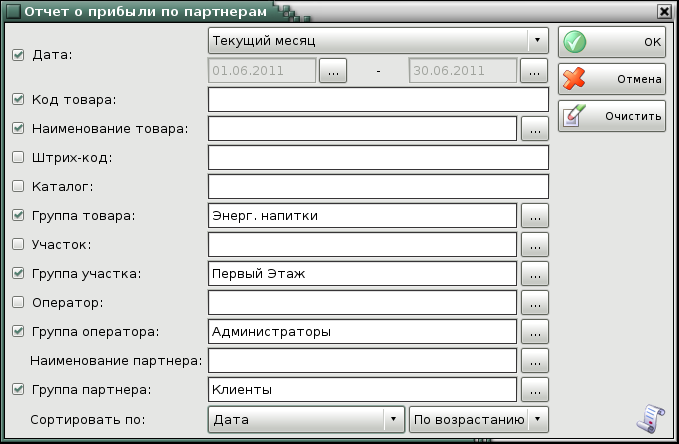 Отчет о прибыли по партнерам
Дата: Текущий месяц
01.06.2011 ... - 30.06.2011 ...
Код товара:
Наименование товара: ...
Штрих-код:
Каталог:
Группа товара: Энерг. напитки ...
Участок: ...
Группа участка: Первый Этаж ...
Оператор: ...
Группа оператора: Администраторы ...
Наименование партнера: ...
Группа партнера: Клиенты ...
Сортировать по: Дата По возрастанию
ОК
Отмена
Очистить